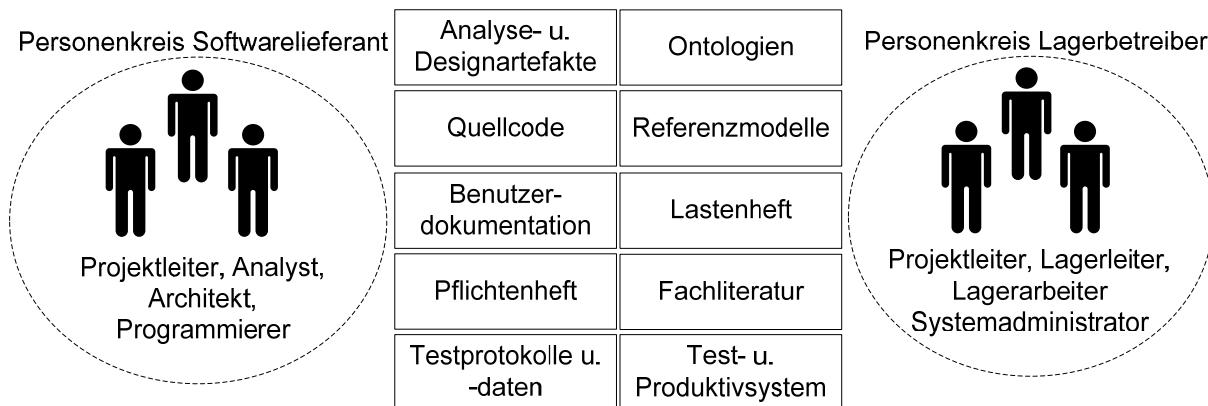 Personenkreis Softwarelieferant
Projektleiter, Analyst,
Architekt,
Programmierer
Analyse- u.
Designartefakte
Ontologien
Quellcode
Referenzmodelle
Benutzer-
dokumentation
Lastenheft
Pflichtenheft
Fachliteratur
Testprotokolle u.
-daten
Test- u.
Produktivsystem
Personenkreis Lagerbetreiber
Projektleiter, Lagerleiter,
Lagerarbeiter
Systemadministrator